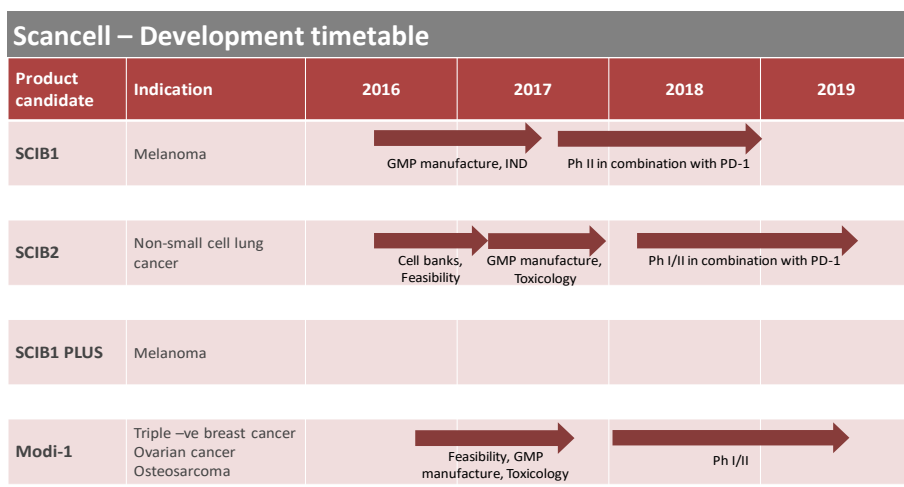 Scancell – Development timetable
Product
candidate
Indication
2016
2017
2018
2019
SCIB1
Melanoma
GMP manufacture, IND
Ph II in combination with PD-1
SCIB2
Non-small cell lung
cancer
Cell banks,
Feasibility
GMP manufacture,
Toxicology
Ph I/II in combination with PD-1
SCIB1 PLUS
Melanoma
Modi-1
Triple –ve breast cancer
Ovarian cancer
Osteosarcoma
Feasibility, GMP
manufacture, Toxicology
Ph I/II